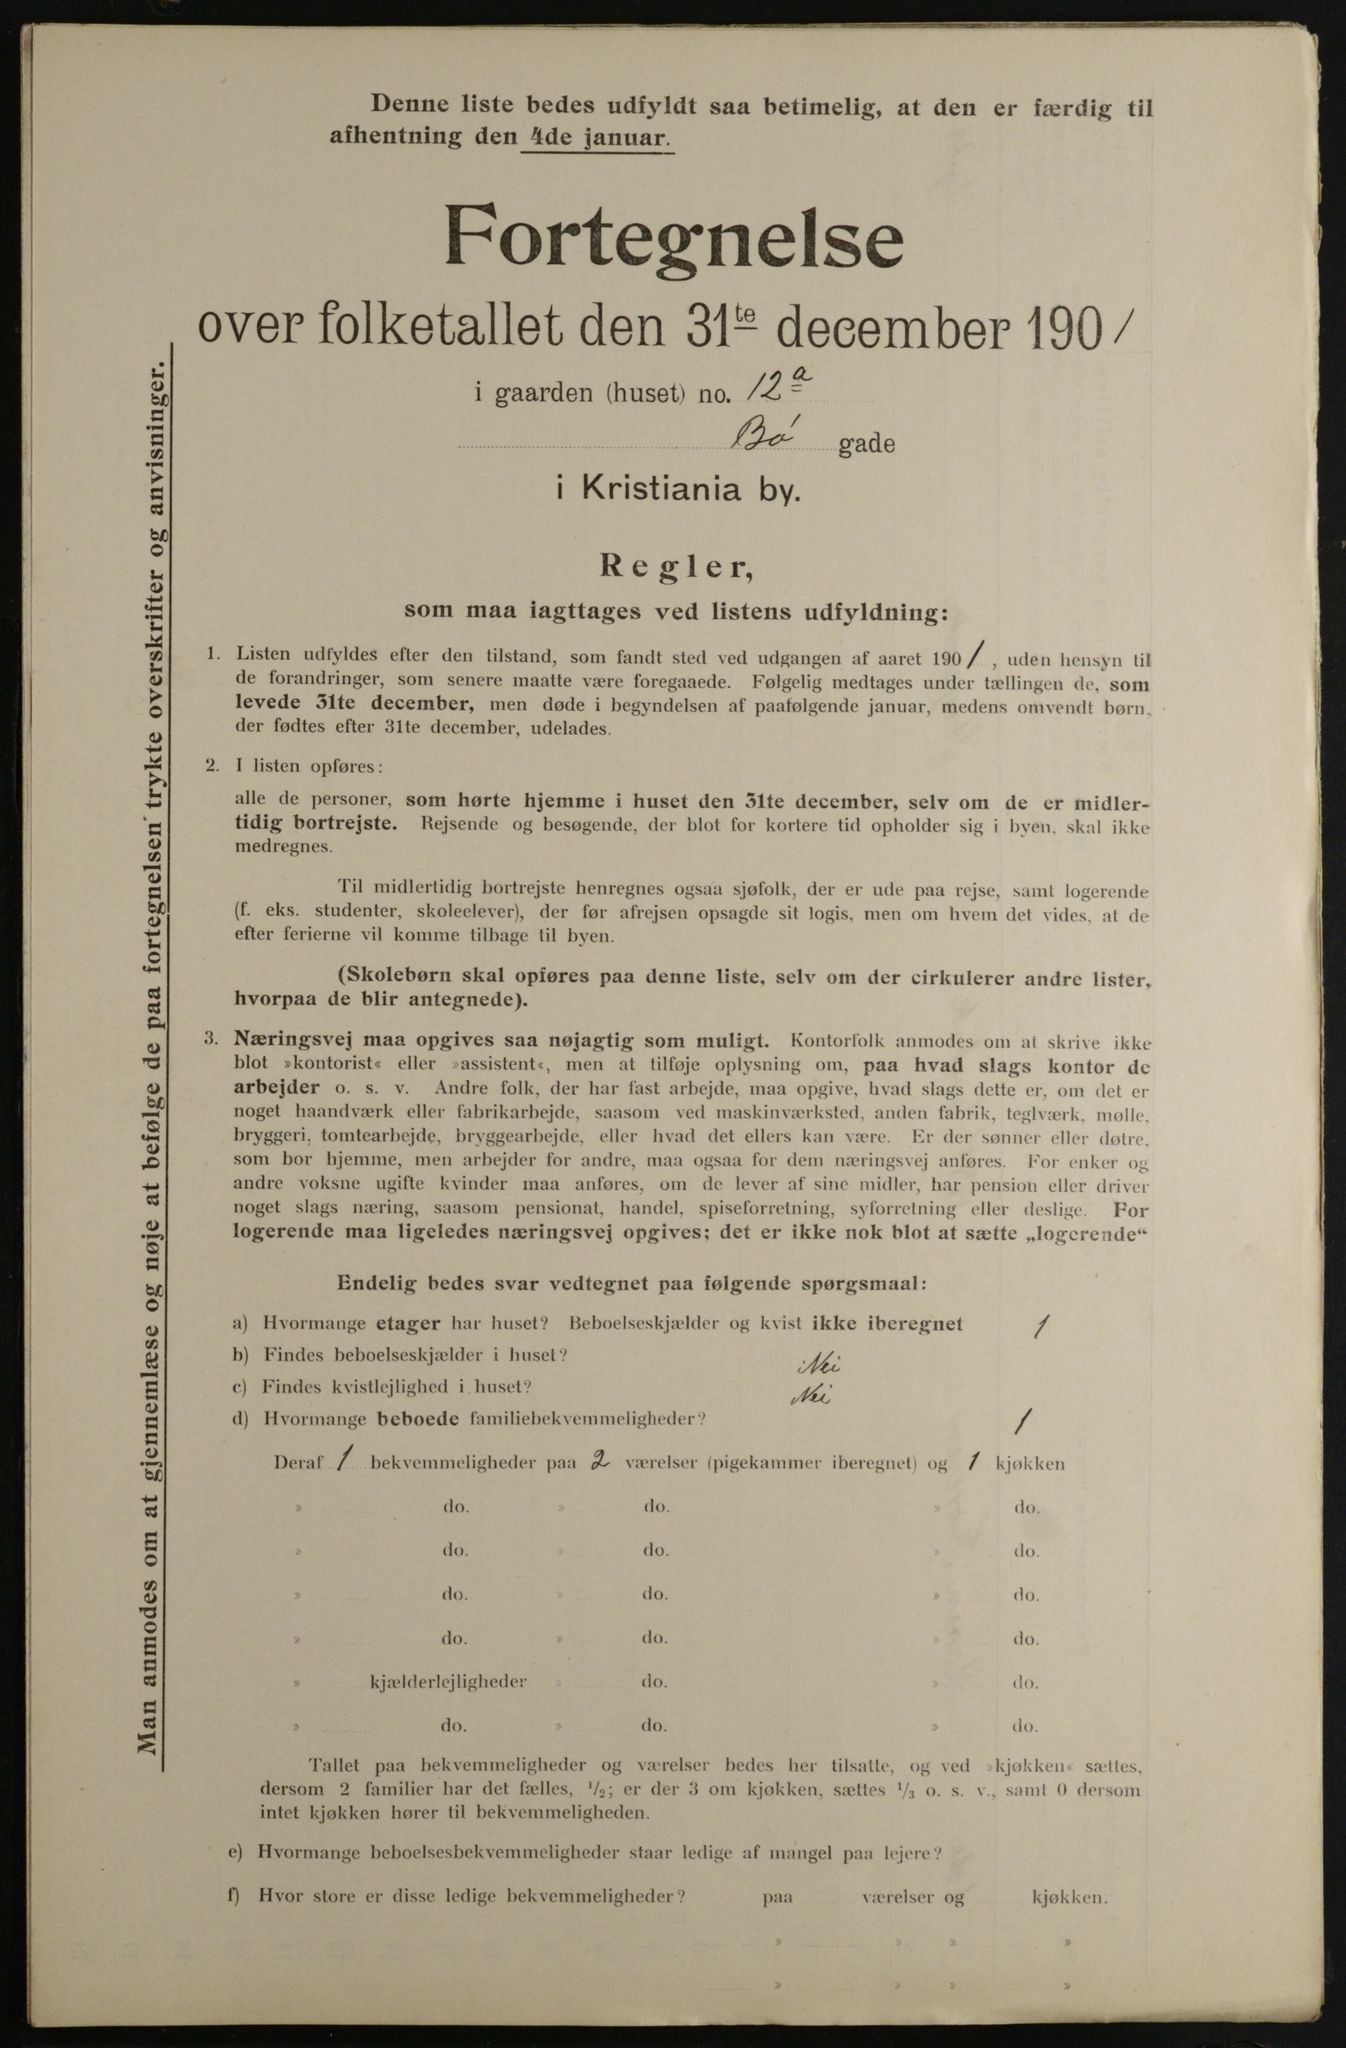 Denne liste bedes udfyldt saa betimelig, at den er færdig til
afhentning den 4de januar.
Fortegnelse
over folketallet den 31te december 1901
i gaarden (huset) no. 12a
Bø gade
i Kristiania by.
Regler,
som maa iagttages ved listens udfyldning:
1. Listen udfyldes efter den tilstand, som fandt sted ved udgangen af aaret 1901, uden hensyn til
de forandringer, som senere maatte være foregaaede. Følgelig medtages under tællingen de, som
levede 31te december, men døde i begyndelsen af paafølgende januar, medens omvendt børn,
der fødtes efter 31te december, udelades.
2. I listen opføres:
alle de personer, som hørte hjemme i huset den 31te december, selv om de er midler-
tidig bortrejste. Rejsende og besøgende, der blot for kortere tid opholder sig i byen, skal ikke
medregnes.
Til midlertidig bortrejste henregnes ogsaa sjøfolk, der er ude paa rejse, samt logerende
(f. eks. studenter, skoleelever), der før afrejsen opsagde sit logis, men om hvem det vides, at de
efter ferierne vil komme tilbage til byen.
(Skolebørn skal opføres paa denne liste, selv om der cirkulerer andre lister,
hvorpaa de blir antegnede).
3. Næringsvej maa opgives saa nøjagtig som muligt. Kontorfolk anmodes om at skrive ikke
blot »kontorist« eller »assistent«, men at tilføje oplysning om, paa hvad slags kontor de
arbejder o. s. v. Andre folk, der har fast arbejde, maa opgive, hvad slags dette er, om det er
noget haandværk eller fabrikarbejde, saasom ved maskinværksted, anden fabrik, teglværk, mølle,
bryggeri, tomtearbejde, bryggearbejde, eller hvad det ellers kan være. Er der sønner eller døtre,
som bor hjemme, men arbejder for andre, maa ogsaa for dem næringsvej anføres. For enker og
andre voksne ugifte kvinder maa anføres, om de lever af sine midler, har pension eller driver
noget slags næring, saasom pensionat, handel, spiseforretning, syforretning eller deslige. For
logerende maa ligeledes næringsvej opgives; det er ikke nok blot at sætte „logerende“
Endelig bedes svar vedtegnet paa følgende spørgsmaal:
a) Hvormange etager har huset? Beboelseskjælder og kvist ikke iberegnet 1
b) Findes beboelseskjælder i huset? Nei
c) Findes kvistlejlighed i huset? Nei
d) Hvormange beboede familiebekvemmeligheder? 1
Deraf 1 bekvemmeligheder paa 2 værelser (pigekammer iberegnet) og 1 kjøkken
» do. » do. » do.
» do. » do. » do.
» do. » do. » do.
» do. » do. » do.
» kjælderlejligheder » do. » do.
» do. » do. » do.
Tallet paa bekvemmeligheder og værelser bedes her tilsatte, og ved »kjøkken« sættes,
dersom 2 familier har det fælles, 1/2; er der 3 om kjøkken, sættes 1/3 o. s. v., samt 0 dersom
intet kjøkken hører til bekvemmeligheden.
e) Hvormange beboelsesbekvemmeligheder staar ledige af mangel paa lejere?
f) Hvor store er disse ledige bekvemmeligheder? paa værelser og kjøkken.
» » » »
» » » »
Man anmodes om at gjennemlæse og nøje at befølge de paa fortegnelsen trykte overskrifter og anvisninger.